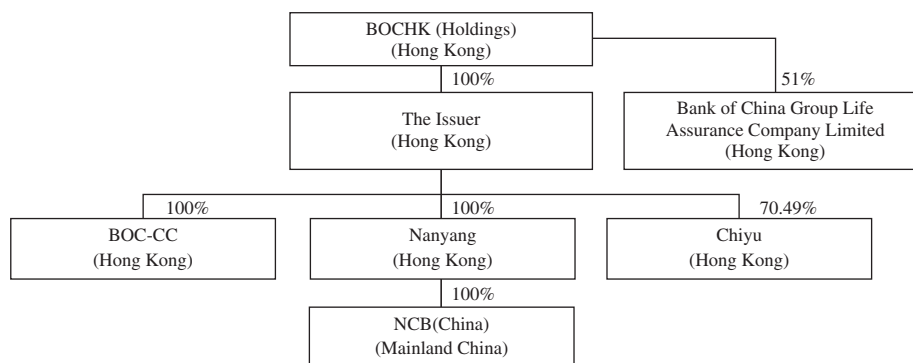 BOCHK (Holdings)
(Hong Kong)
100%
51%
The Issuer
(Hong Kong)
Bank of China Group Life
Assurance Company Limited
(Hong Kong)
100%
100%
70.49%
BOC-CC
(Hong Kong)
Nanyang
(Hong Kong)
Chiyu
(Hong Kong)
100%
NCB(China)
(Mainland China)